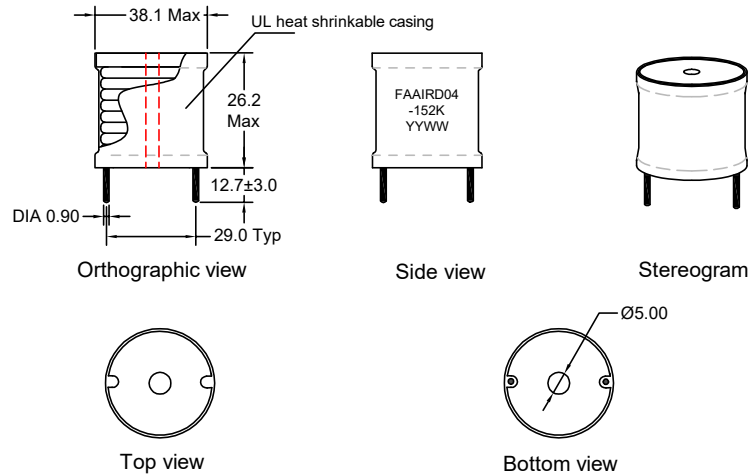 38.1 Max
UL heat shrinkable casing
26.2
Max
12.7±3.0
DIA 0.90
29.0 Typ
Orthographic view
FAAIRD04
-152K
YYWW
Side view
Stereogram
Top view
Ø5.00
Bottom view